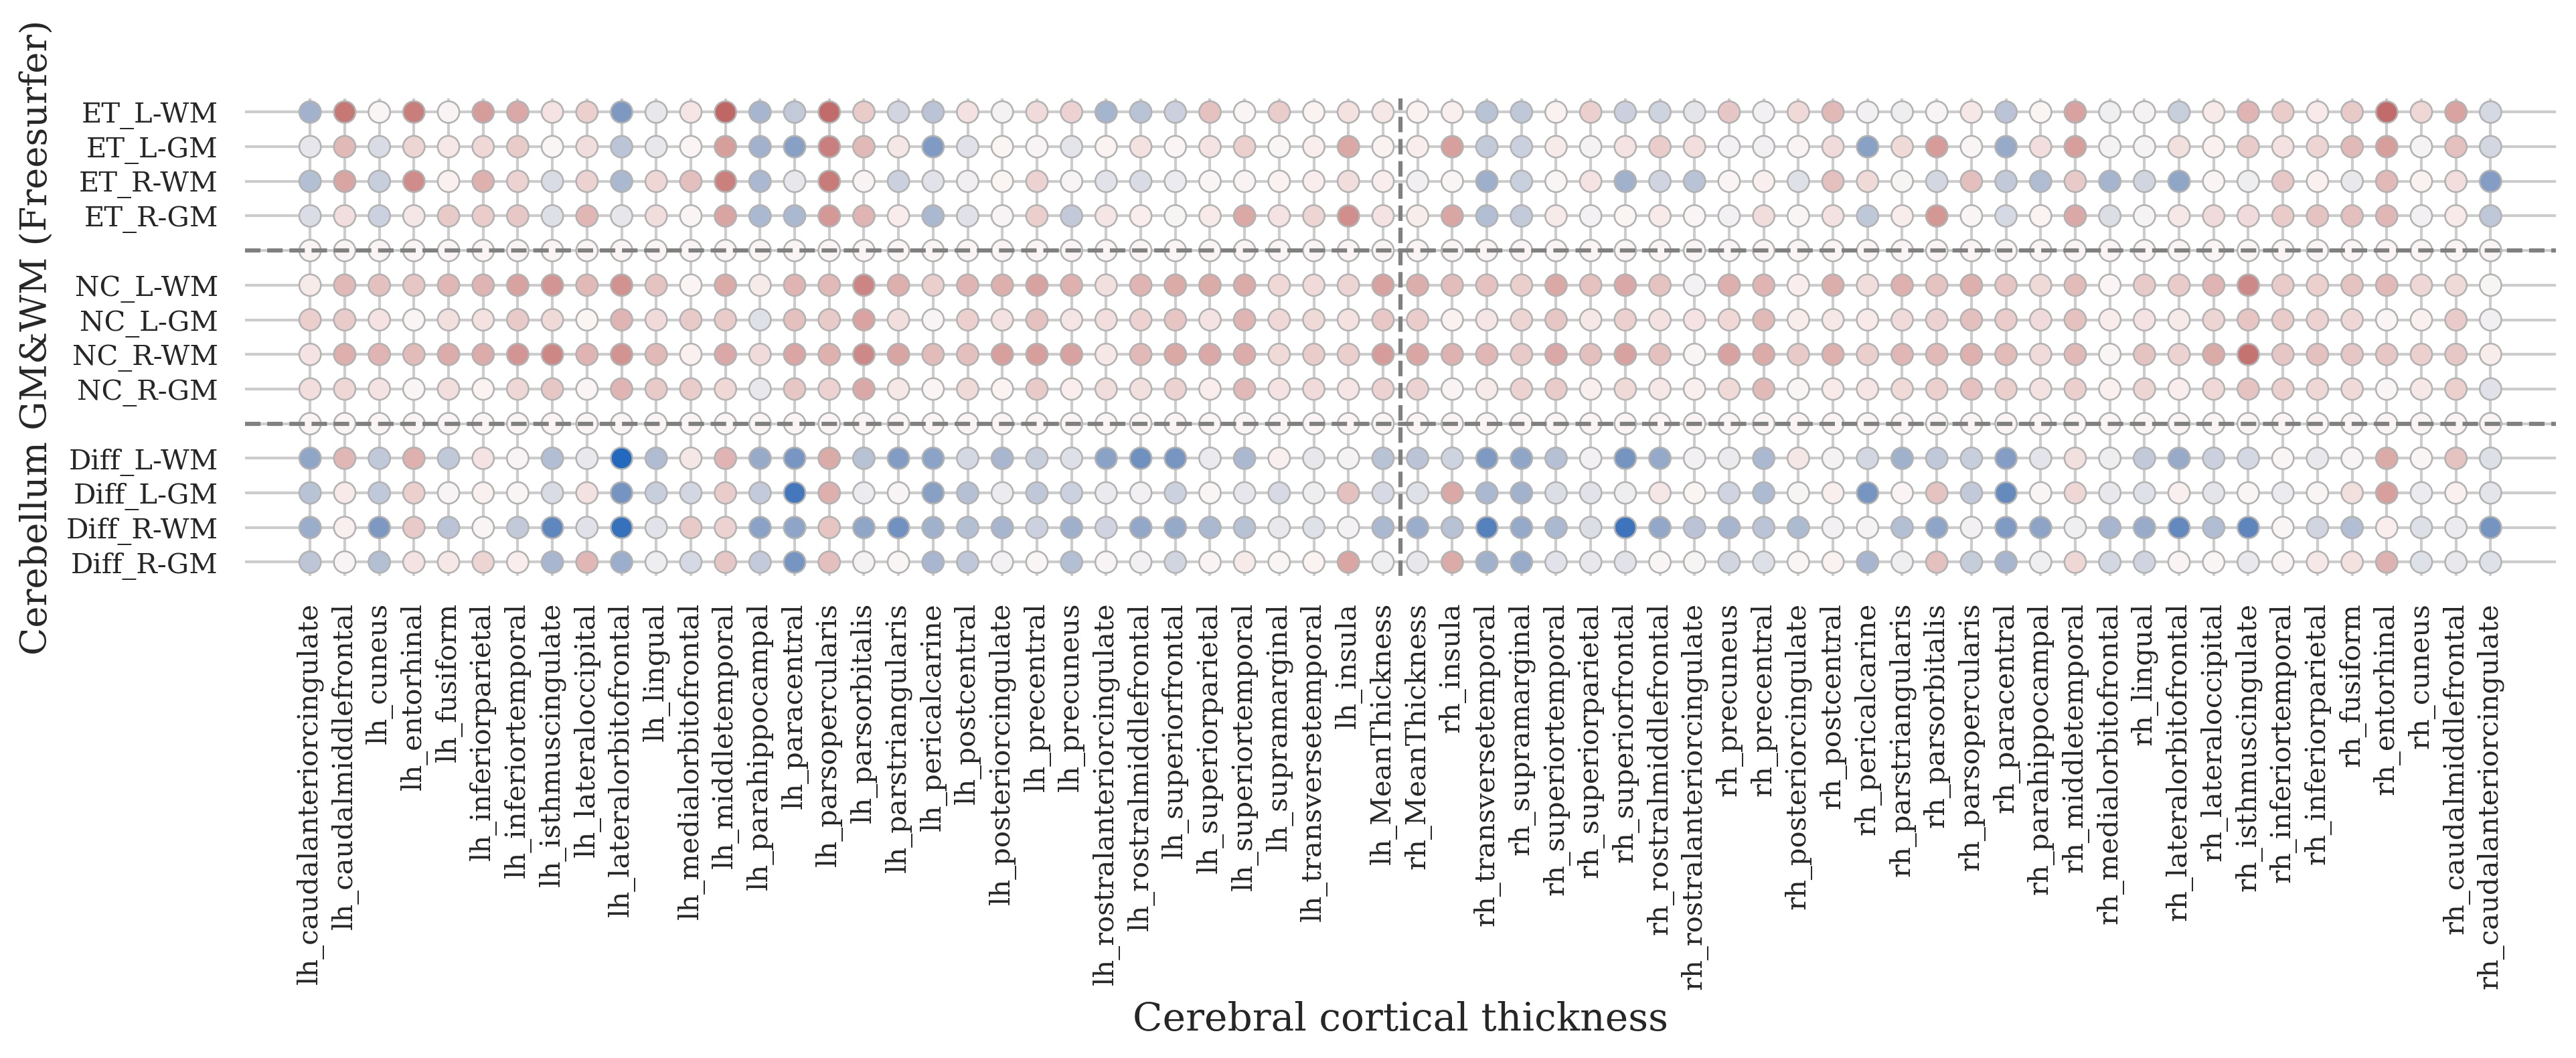 Cerebellum GM&WM (Freesurfer)
ET_L-WM
ET_L-GM
ET_R-WM
ET_R-GM
NC_L-WM
NC_L-GM
NC_R-WM
NC_R-GM
Diff_L-WM
Diff_L-GM
Diff_R-WM
Diff_R-GM
lh_caudalanteriorcingulate
lh_caudalmiddlefrontal
lh_cuneus
lh_entorhinal
lh_fusiform
lh_inferiorparietal
lh_inferiortemporal
lh_isthmuscingulate
lh_lateraloccipital
lh_lateralorbitofrontal
lh_lingual
lh_medialorbitofrontal
lh_middletemporal
lh_parahippocampal
lh_paracentral
lh_parsopercularis
lh_parsorbitalis
lh_parstriangularis
lh_pericalcarine
lh_postcentral
lh_posteriorcingulate
lh_precentral
lh_precuneus
lh_rostralanteriorcingulate
lh_rostralmiddlefrontal
lh_superiorfrontal
lh_superiorparietal
lh_superiortemporal
lh_supramarginal
lh_transversetemporal
lh_insula
lh_MeanThickness
rh_MeanThickness
rh_insula
rh_transversetemporal
rh_supramarginal
rh_superiortemporal
rh_superiorparietal
rh_superiorfrontal
rh_rostralmiddlefrontal
rh_rostralanteriorcingulate
rh_precuneus
rh_precentral
rh_posteriorcingulate
rh_postcentral
rh_pericalcarine
rh_parstriangularis
rh_parsorbitalis
rh_parsopercularis
rh_paracentral
rh_parahippocampal
rh_middletemporal
rh_medialorbitofrontal
rh_lingual
rh_lateralorbitofrontal
rh_lateraloccipital
rh_isthmuscingulate
rh_inferiortemporal
rh_inferiorparietal
rh_fusiform
rh_entorhinal
rh_cuneus
rh_caudalmiddlefrontal
rh_caudalanteriorcingulate
Cerebral cortical thickness